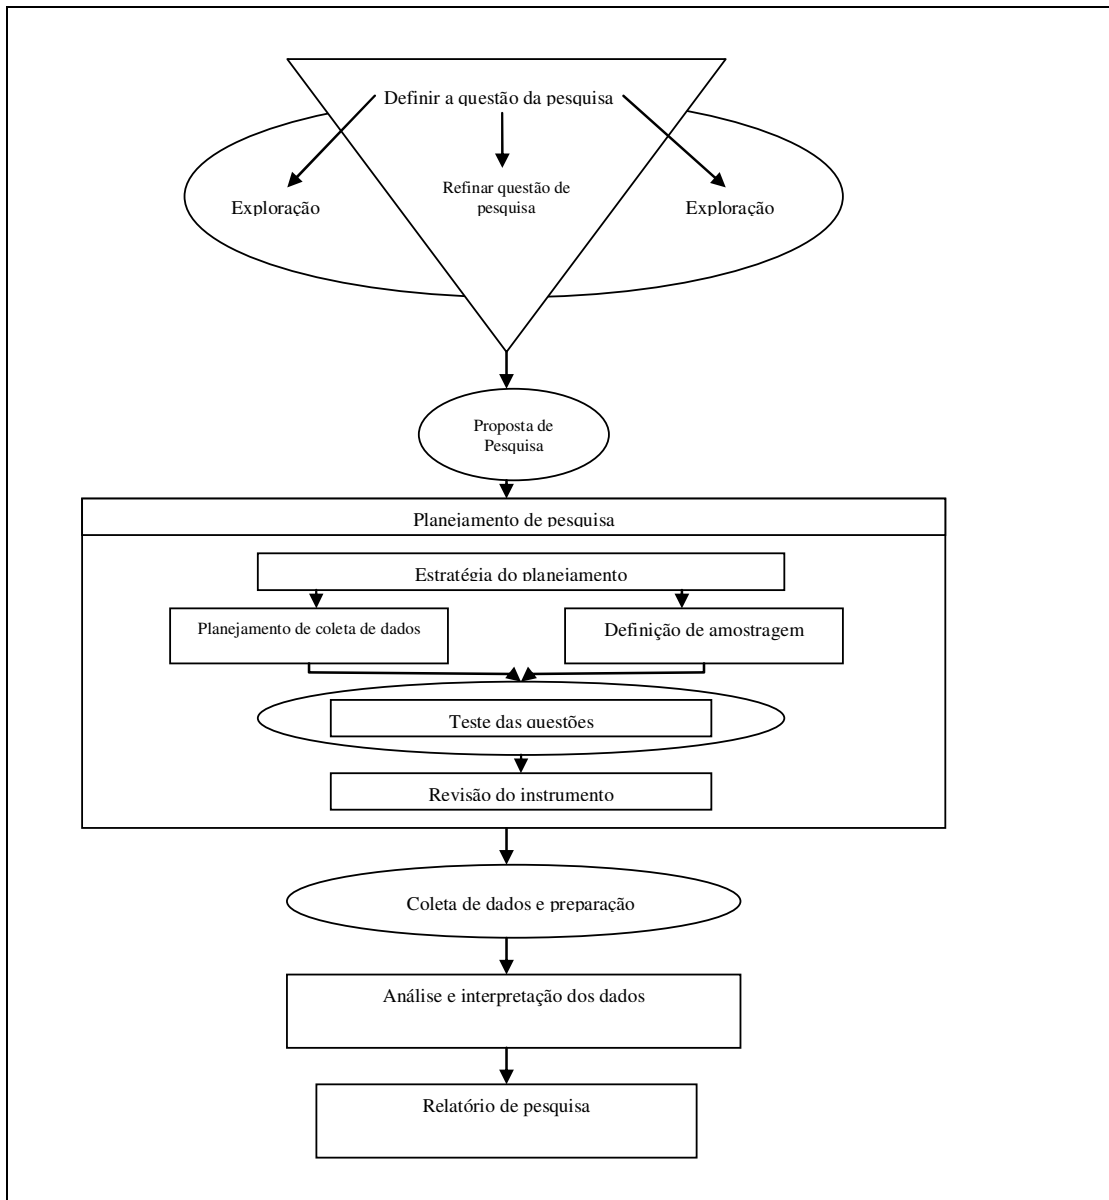 Definir a questão da pesquisa
Refinar questão de
pesquisa
Exploração
Exploração
Proposta de
Pesquisa
Planejamento de pesquisa
Estratégia do planejamento
Planejamento de coleta de dados
Definição de amostragem
Teste das questões
Revisão do instrumento
Coleta de dados e preparação
Análise e interpretação dos dados
Relatório de pesquisa